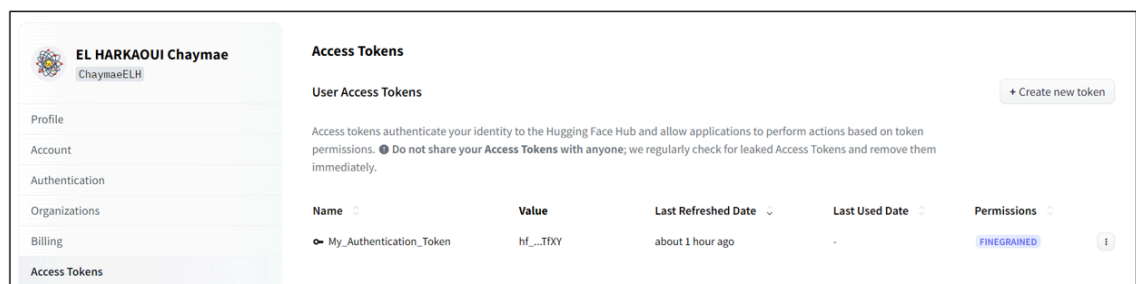 EL HARKAOUI Chaymae
ChaymaeELH
Profile
Account
Authentication
Organizations
Billing
Access Tokens
Access Tokens
User Access Tokens
+ Create new token
Access tokens authenticate your identity to the Hugging Face Hub and allow applications to perform actions based on token
permissions. Do not share your Access Tokens with anyone; we regularly check for leaked Access Tokens and remove them
immediately.
Name Value Last Refreshed Date Last Used Date Permissions
My_Authentication_Token hf_...TfXY about 1 hour ago - FINEGRAINED